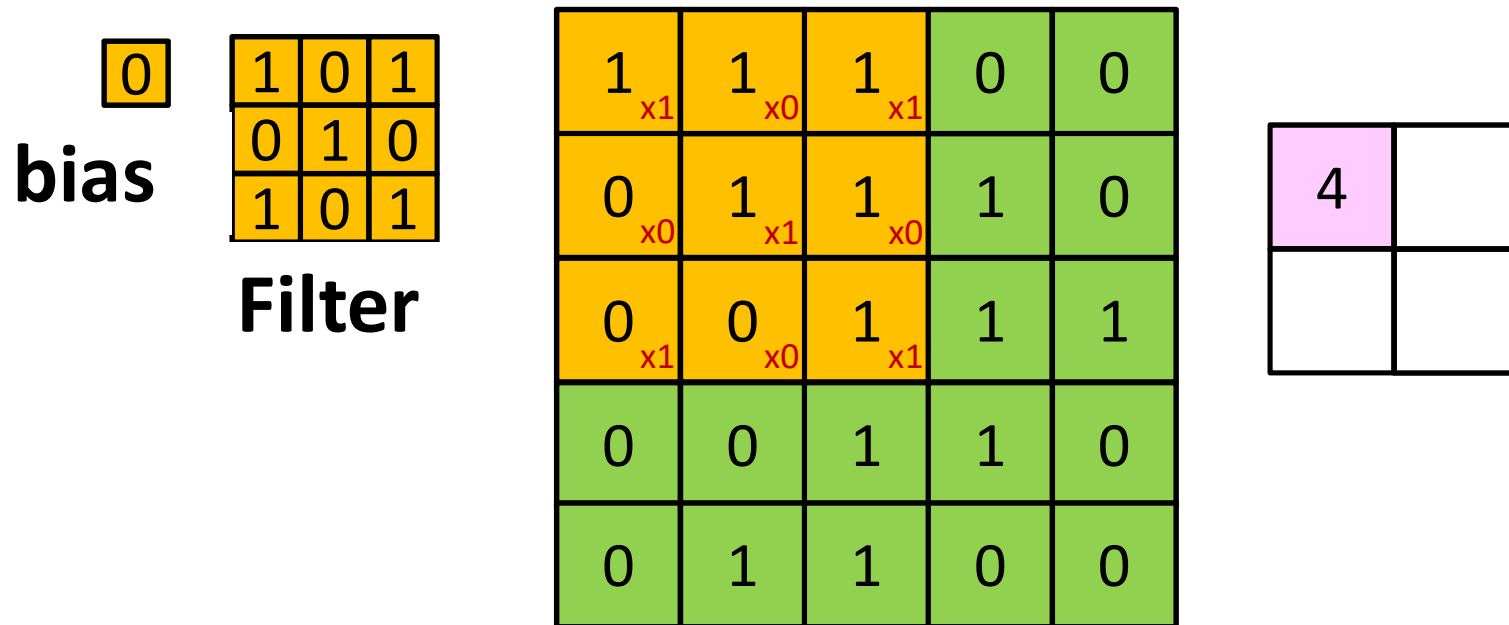 0
bias
1 0 1
0 1 0
1 0 1
Filter
1 x1 1 x0 1 x1 0 0
0 x0 1 x1 1 x0 1 0
0 x1 0 x0 1 x1 1 1
0 0 1 1 0
0 1 1 0 0
4